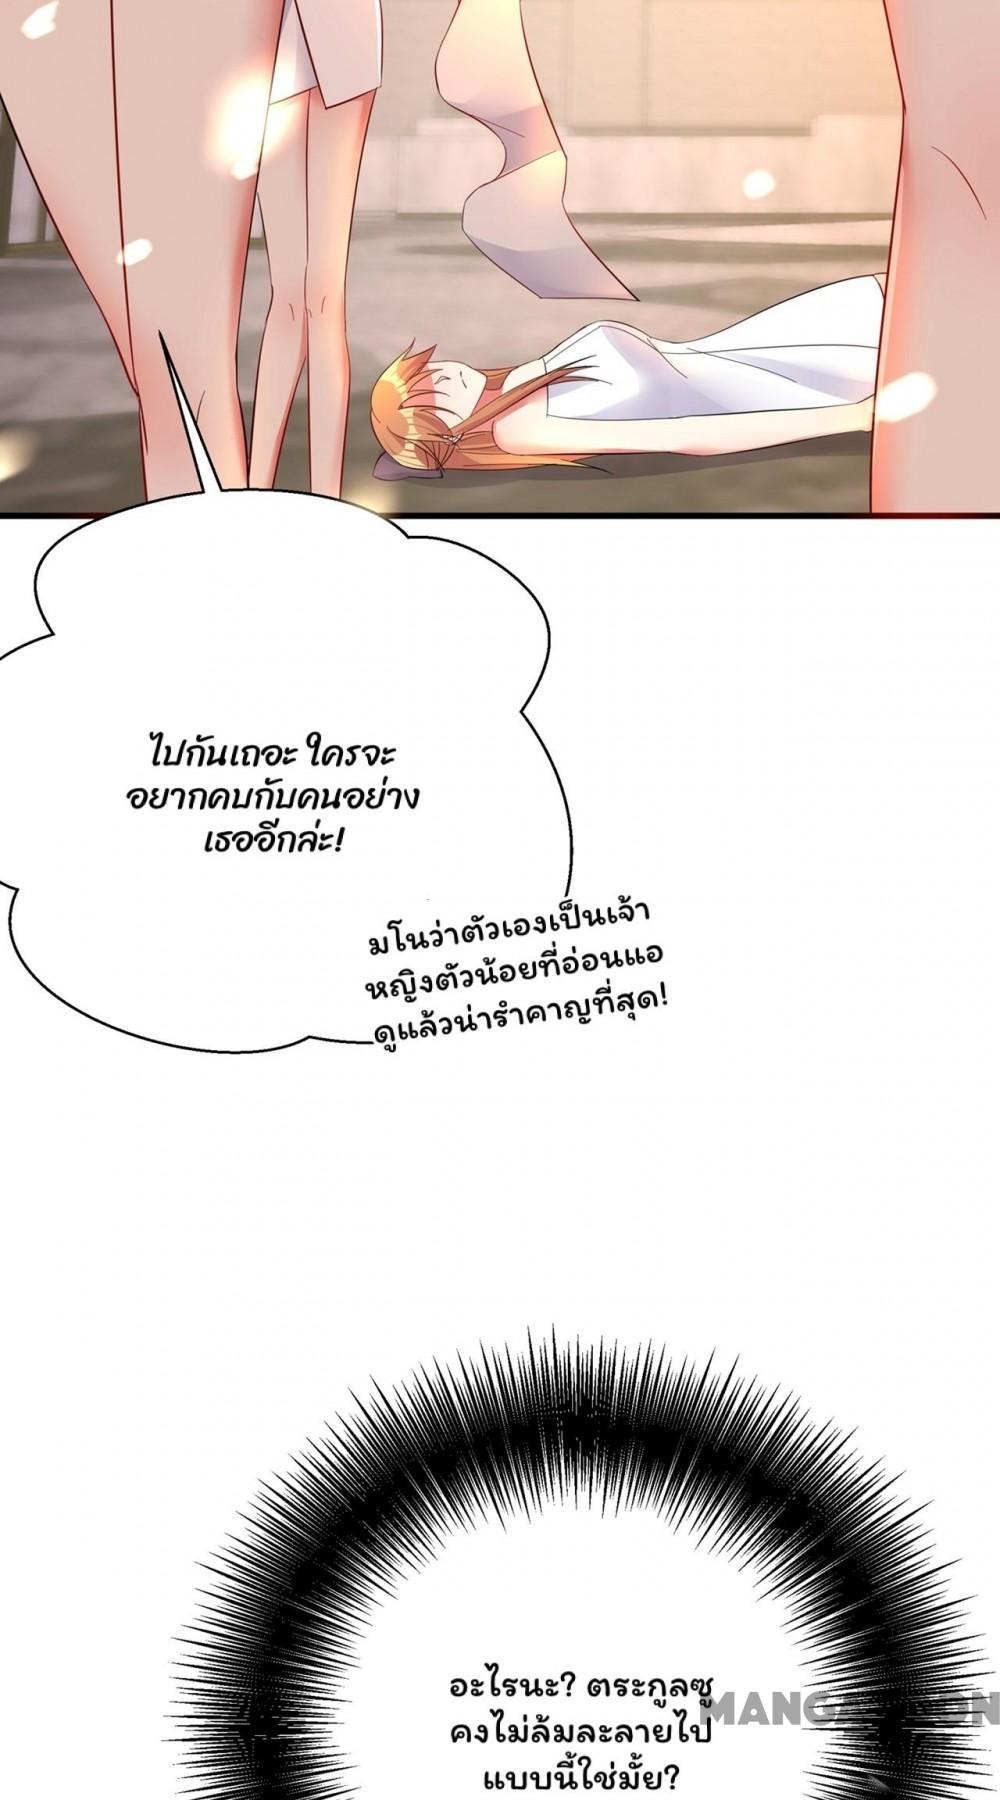 ไปกันเถอะ ใครจะ
อยากคบกับคนอย่าง
เธออีกล่ะ!
มโนว่าตัวเองเป็นเจ้า
หญิงตัวน้อยที่อ่อนแอ
ดูแล้วน่ารำคาญที่สุด!
อะไรนะ? ตระกูลซู
คงไม่ล้มละลายไป
แบบนี้ใช่มั้ย?